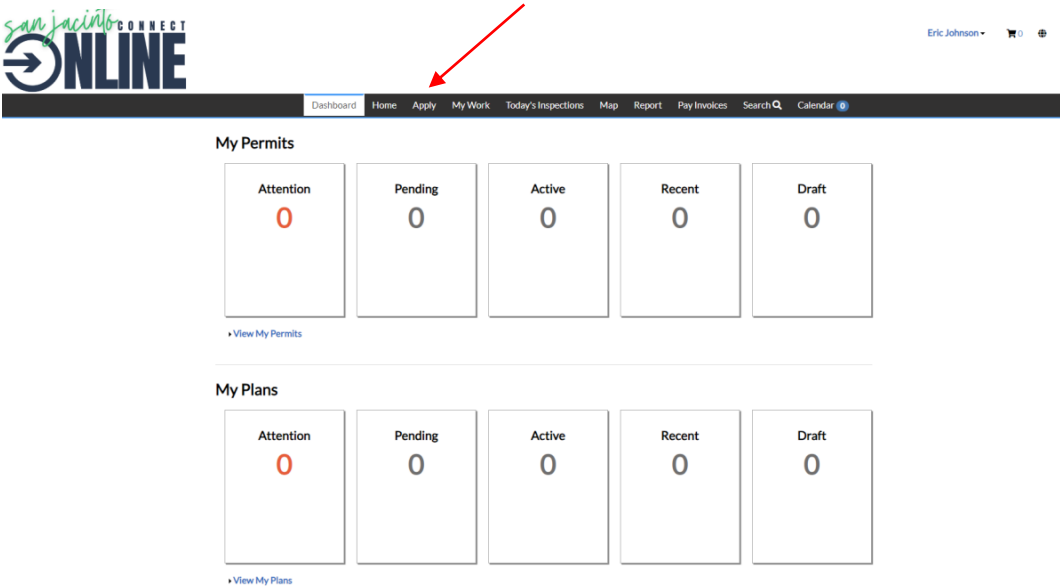 san jacinto CONNECT
ONLINE
Eric Johnson 0
Dashboard Home Apply My Work Today's Inspections Map Report Pay Invoices Search Calendar 0
My Permits
Attention Pending Active Recent Draft
0 0 0 0 0
View My Permits
My Plans
Attention Pending Active Recent Draft
0 0 0 0 0
View My Plans